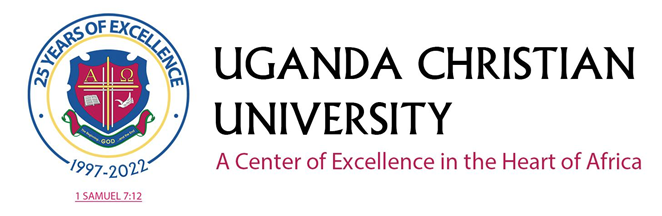 25 YEARS OF EXCELLENCE
A Ω
GOD
1997-2022
1 SAMUEL 7:12
UGANDA CHRISTIAN
UNIVERSITY
A Center of Excellence in the Heart of Africa